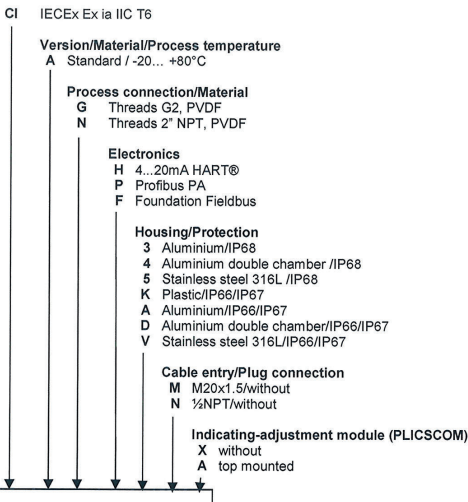 CI IECEx Ex ia IIC T6
Version/Material/Process temperature
A Standard / -20... +80°C
Process connection/Material
G Threads G2, PVDF
N Threads 2" NPT, PVDF
Electronics
H 4...20mA HART®
P Profibus PA
F Foundation Fieldbus
Housing/Protection
3 Aluminium/IP68
4 Aluminium double chamber /IP68
5 Stainless steel 316L /IP68
K Plastic/IP66/IP67
A Aluminium/IP66/IP67
D Aluminium double chamber/IP66/IP67
V Stainless steel 316L/IP66/IP67
Cable entry/Plug connection
M M20x1.5/without
N ½NPT/without
Indicating-adjustment module (PLICSCOM)
X without
A top mounted